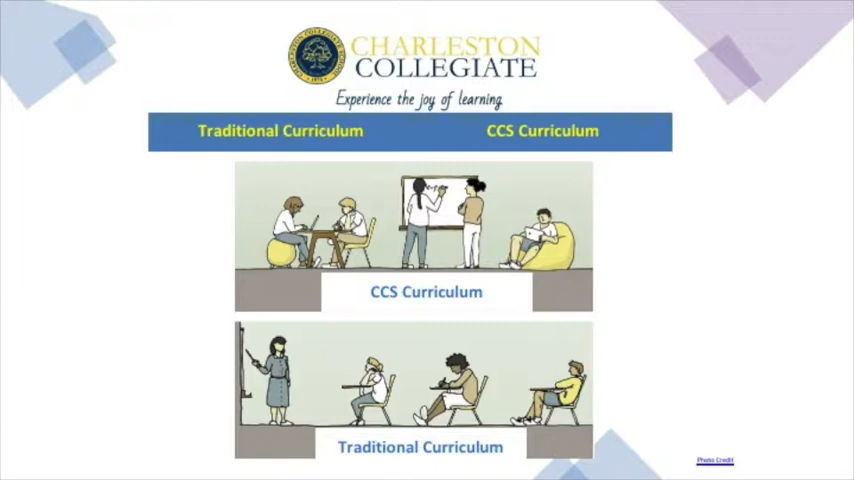 CHARLESTON
COLLEGIATE
Experience the joy of learning
Traditional Curriculum
CCS Curriculum
CCS Curriculum
Traditional Curriculum
Photo Credit